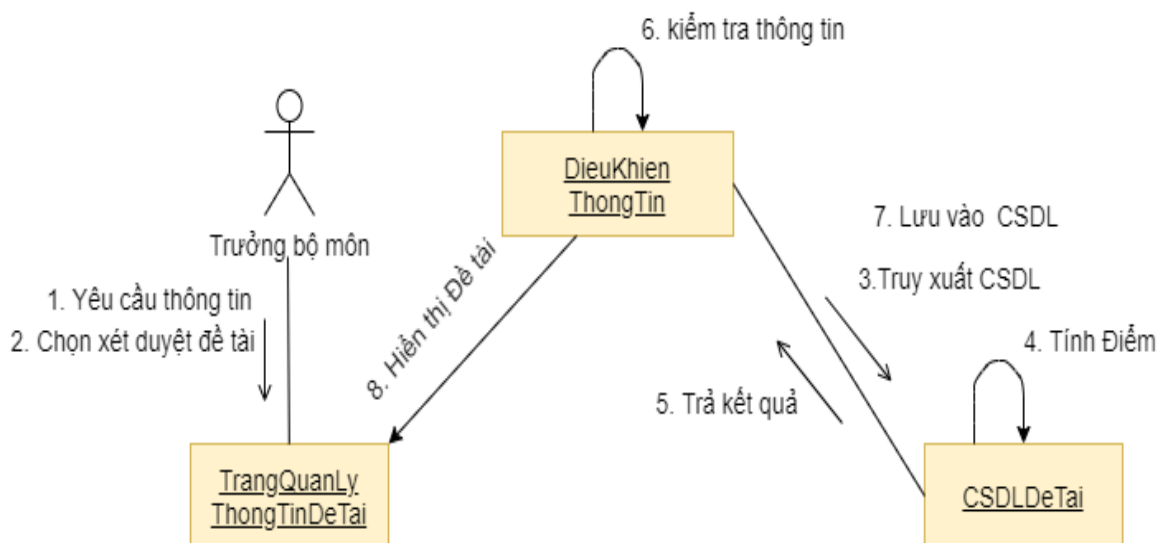 6. kiểm tra thông tin
DieuKhien
ThongTin
Trưởng bộ môn
7. Lưu vào CSDL
3.Truy xuất CSDL
1. Yêu cầu thông tin
2. Chọn xét duyệt đề tài
8. Hiển thị Đề tài
4. Tính Điểm
5. Trả kết quả
TrangQuanLy
ThongTinDeTai
CSDLDeTai